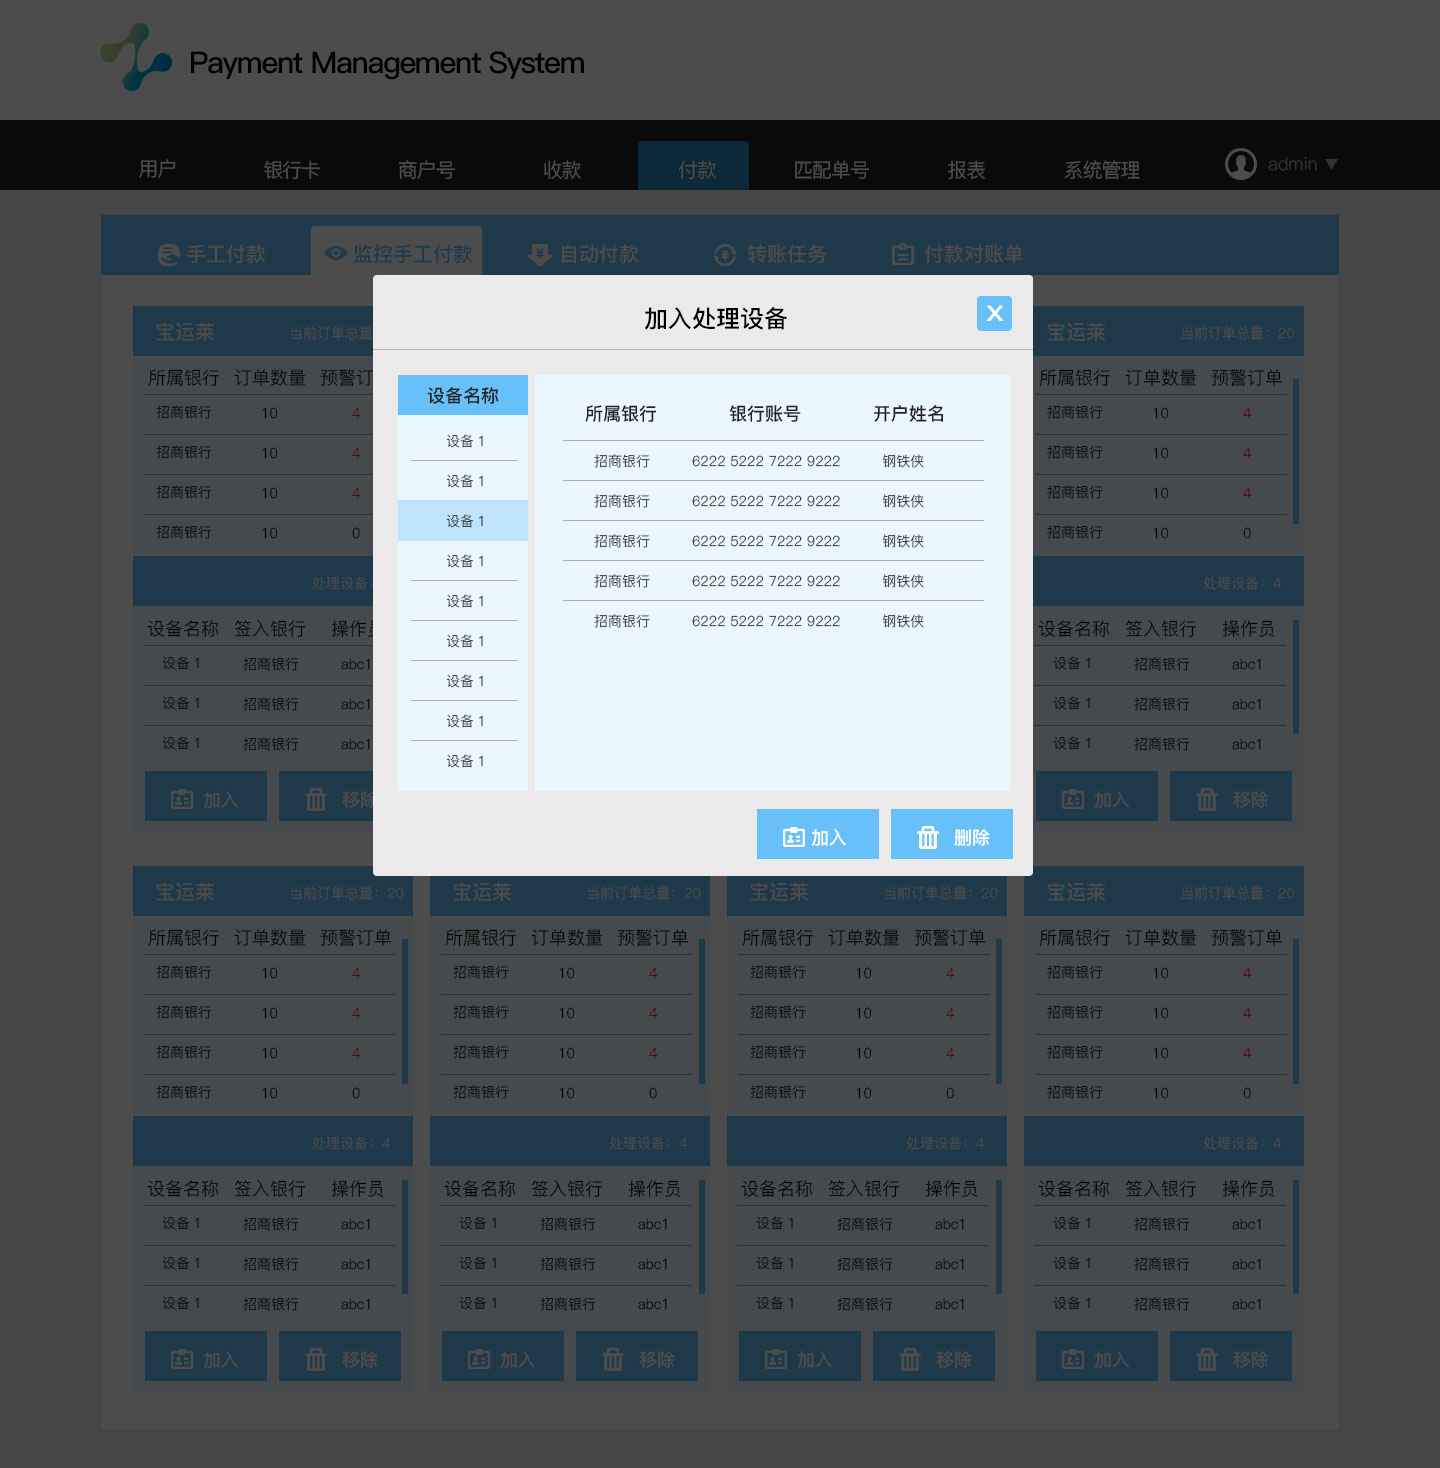 Payment Management System
用户 银行卡 商户号 收款 付款 匹配单号 报表 系统管理 admin
手工付款 监控手工付款 自动付款 转账任务 付款对账单
加入处理设备 X
设备名称
设备 1
设备 1
设备 1
设备 1
设备 1
设备 1
设备 1
设备 1
设备 1
所属银行 银行账号 开户姓名
招商银行 6222 5222 7222 9222 钢铁侠
招商银行 6222 5222 7222 9222 钢铁侠
招商银行 6222 5222 7222 9222 钢铁侠
招商银行 6222 5222 7222 9222 钢铁侠
招商银行 6222 5222 7222 9222 钢铁侠
加入 删除
宝运莱 当前订单总量
所属银行 订单数量 预警订
招商银行 10 4
招商银行 10 4
招商银行 10 4
招商银行 10 0
处理设备:
设备名称 签入银行 操作
设备 1 招商银行 abc1
设备 1 招商银行 abc1
设备 1 招商银行 abc1
加入 移除
宝运莱 当前订单总量: 20
所属银行 订单数量 预警订单
招商银行 10 4
招商银行 10 4
招商银行 10 4
招商银行 10 0
处理设备: 4
设备名称 签入银行 操作员
设备 1 招商银行 abc1
设备 1 招商银行 abc1
设备 1 招商银行 abc1
加入 移除
宝运莱 当前订单总量: 20
所属银行 订单数量 预警订单
招商银行 10 4
招商银行 10 4
招商银行 10 4
招商银行 10 0
处理设备: 4
设备名称 签入银行 操作员
设备 1 招商银行 abc1
设备 1 招商银行 abc1
设备 1 招商银行 abc1
加入 移除
宝运莱 当前订单总量: 20
所属银行 订单数量 预警订单
招商银行 10 4
招商银行 10 4
招商银行 10 4
招商银行 10 0
处理设备: 4
设备名称 签入银行 操作员
设备 1 招商银行 abc1
设备 1 招商银行 abc1
设备 1 招商银行 abc1
加入 移除
宝运莱 当前订单总量: 20
所属银行 订单数量 预警订单
招商银行 10 4
招商银行 10 4
招商银行 10 4
招商银行 10 0
处理设备: 4
设备名称 签入银行 操作员
设备 1 招商银行 abc1
设备 1 招商银行 abc1
设备 1 招商银行 abc1
加入 移除
宝运莱 当前订单总量: 20
所属银行 订单数量 预警订单
招商银行 10 4
招商银行 10 4
招商银行 10 4
招商银行 10 0
处理设备: 4
设备名称 签入银行 操作员
设备 1 招商银行 abc1
设备 1 招商银行 abc1
设备 1 招商银行 abc1
加入 移除